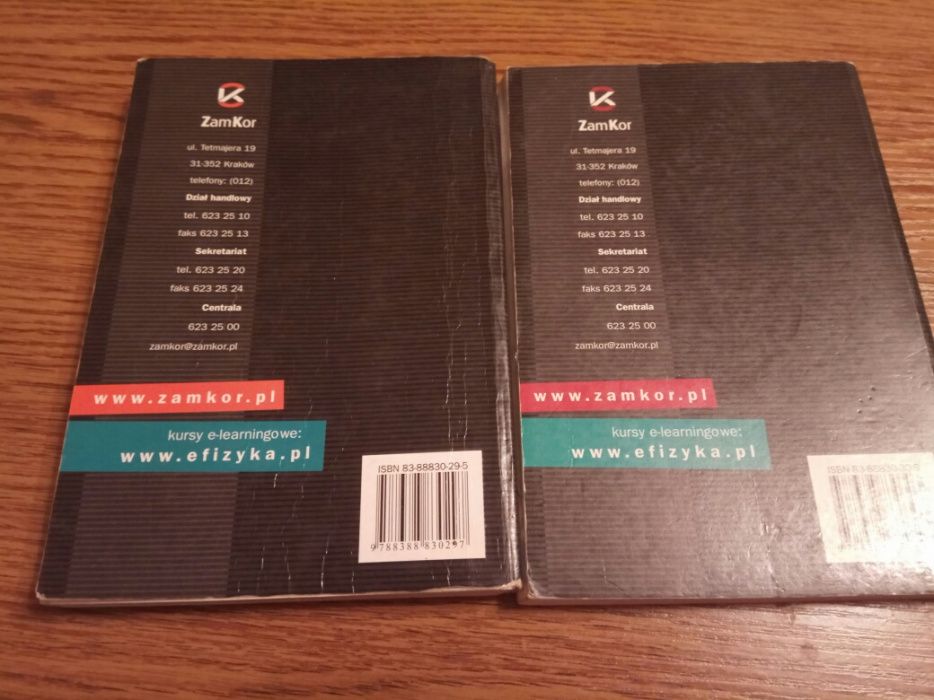 ZamKor
ul. Tetmajera 19
31-352 Kraków
telefony: (012)
Dział handlowy
tel. 623 25 10
faks 623 25 13
Sekretariat
tel. 623 25 20
faks 623 25 24
Centrala
623 25 00
zamkor@zamkor.pl
www.zamkor.pl
kursy e-learningowe:
www.efizyka.pl
ISBN 83-88830-29-5
9 788388 830297
ZamKor
ul. Tetmajera 19
31-352 Kraków
telefony: (012)
Dział handlowy
tel. 623 25 10
faks 623 25 13
Sekretariat
tel. 623 25 20
faks 623 25 24
Centrala
623 25 00
zamkor@zamkor.pl
www.zamkor.pl
kursy e-learningowe:
www.efizyka.pl
ISBN